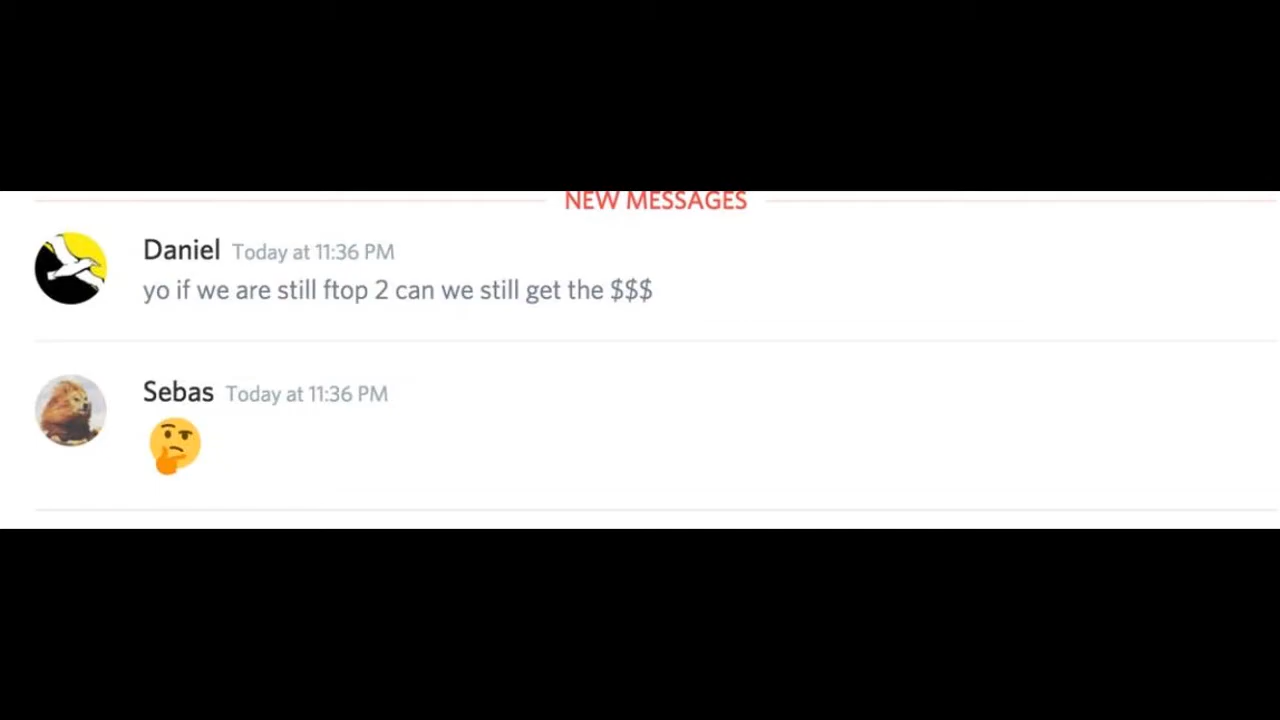 NEW MESSAGES
Daniel Today at 11:36 PM
yo if we are still ftop 2 can we still get the $$$
Sebas Today at 11:36 PM